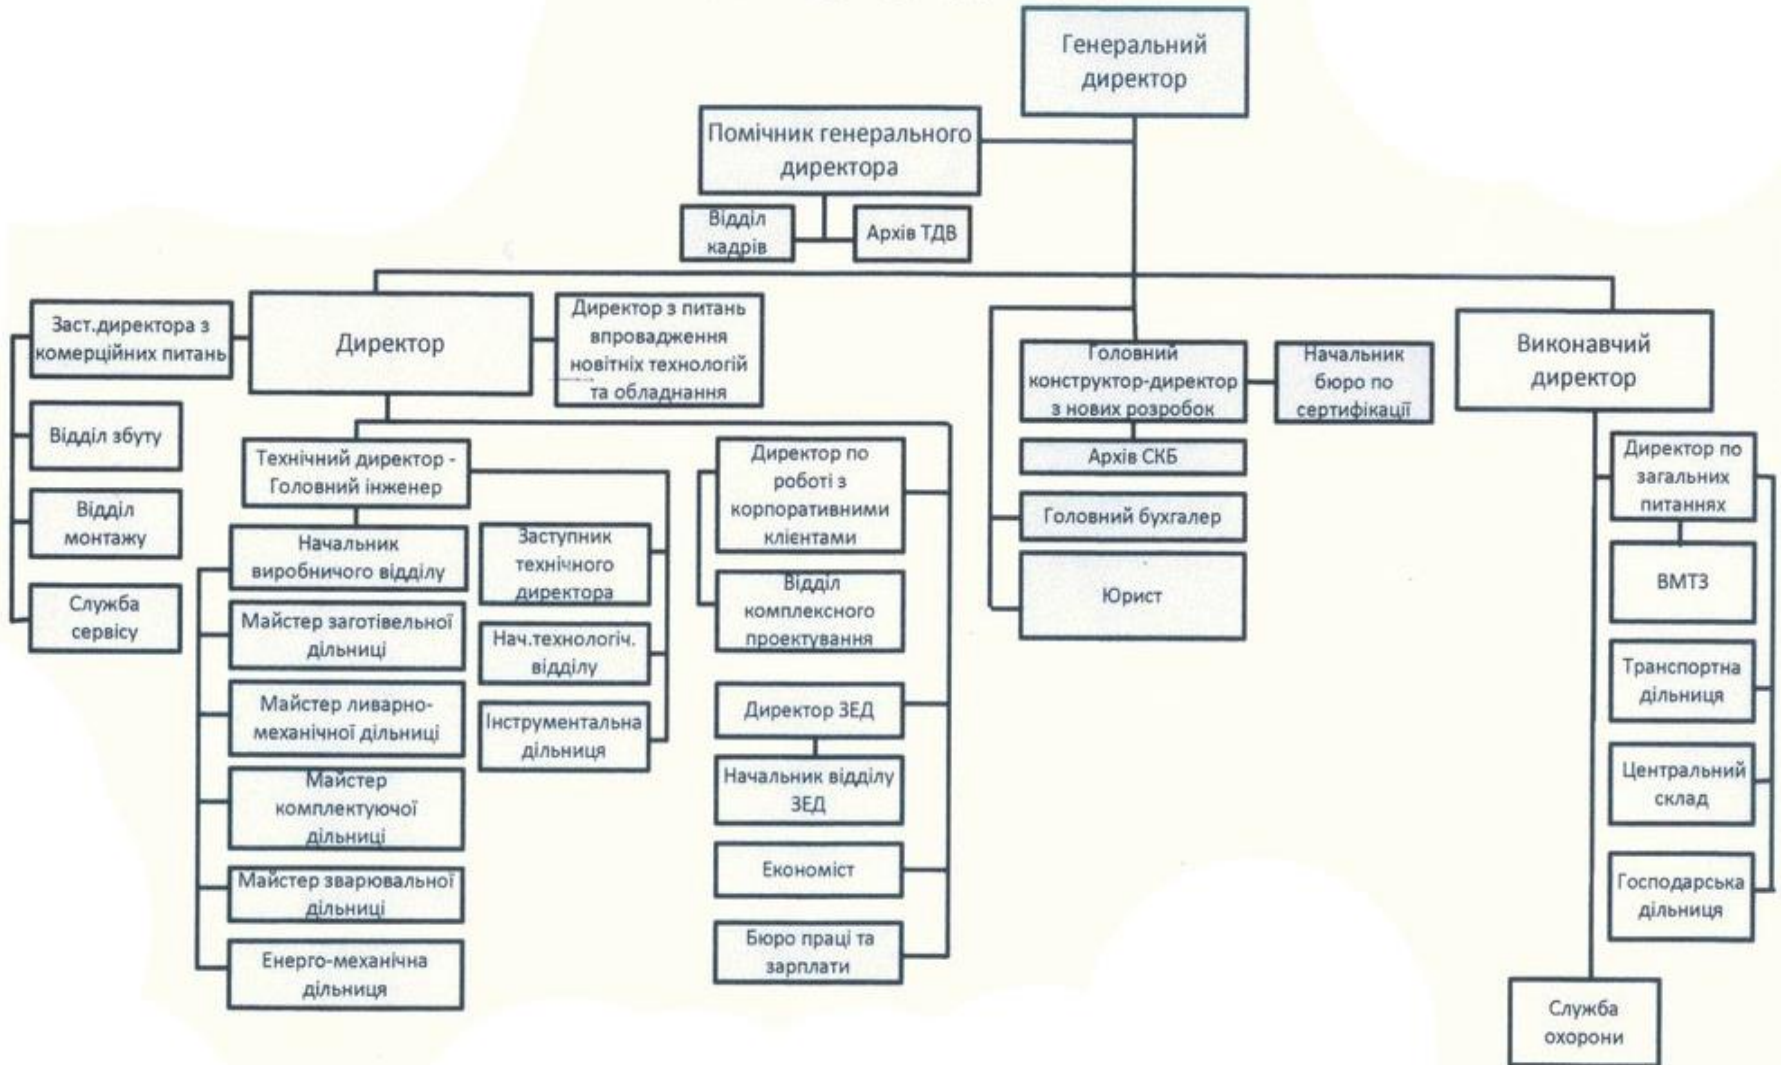 Генеральний
директор
Помічник генерального
директора
Відділ
кадрів
Архів ТДВ
Заст.директора з
комерційних питань
Директор
Директор з питань
впровадження
новітніх технологій
та обладнання
Головний
конструктор-директор
з нових розробок
Начальник
бюро по
сертифікації
Виконавчий
директор
Відділ збуту
Відділ
монтажу
Служба
сервісу
Технічний директор -
Головний інженер
Начальник
виробничого відділу
Майстер заготівельної
дільниці
Майстер ливарно-
механічної дільниці
Майстер
комплектуючої
дільниці
Майстер зварювальної
дільниці
Енерго-механічна
дільниця
Заступник
технічного
директора
Нач.технологіч.
відділу
Інструментальна
дільниця
Директор по
роботі з
корпоративними
клієнтами
Відділ
комплексного
проектування
Директор ЗЕД
Начальник відділу
ЗЕД
Економіст
Бюро праці та
зарплати
Архів СКБ
Головний бухгалер
Юрист
Директор по
загальних
питаннях
ВМТЗ
Транспортна
дільниця
Центральний
склад
Господарська
дільниця
Служба
охорони